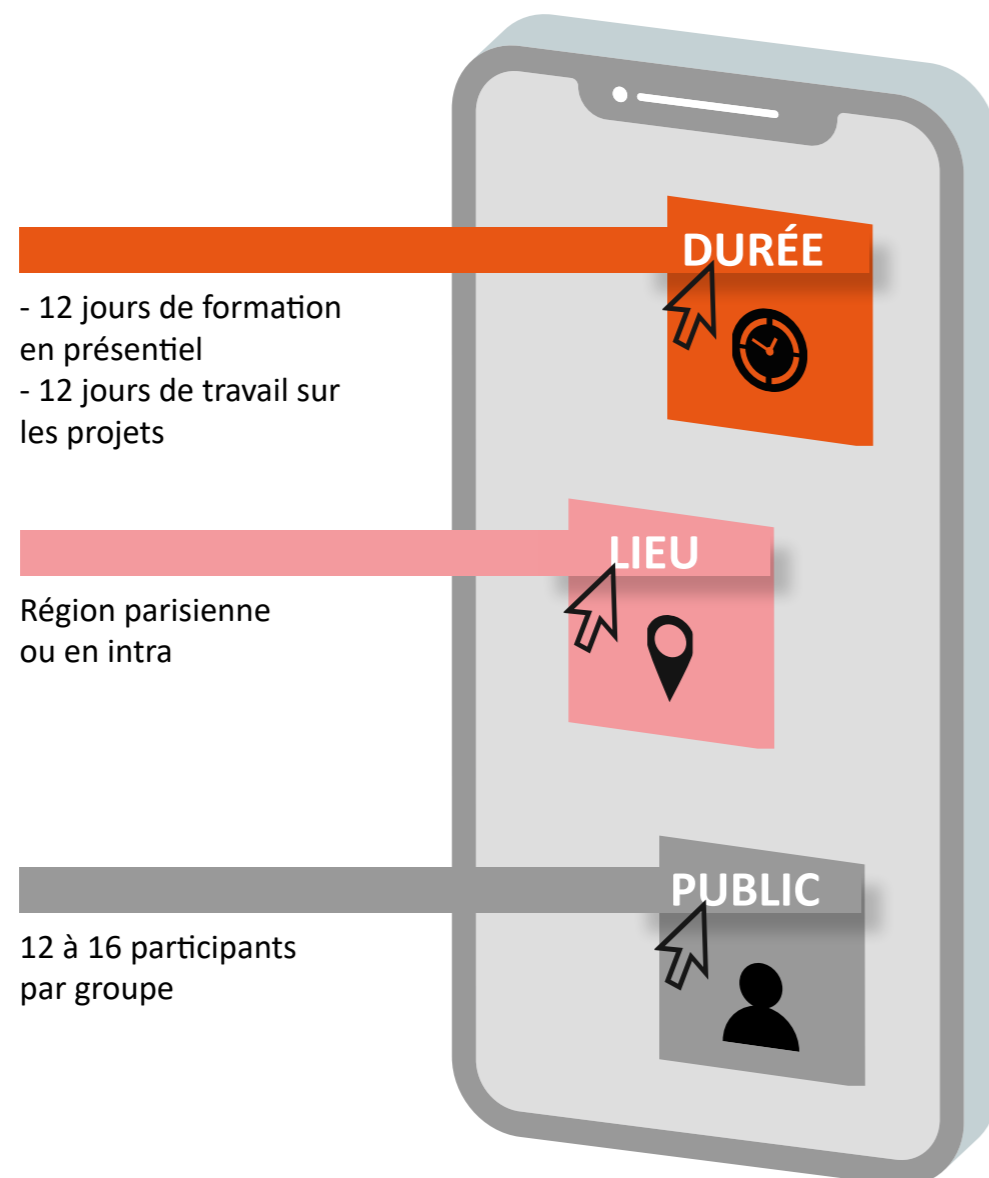 DURÉE
- 12 jours de formation
en présentiel
- 12 jours de travail sur
les projets
LIEU
Région parisienne
ou en intra
PUBLIC
12 à 16 participants
par groupe